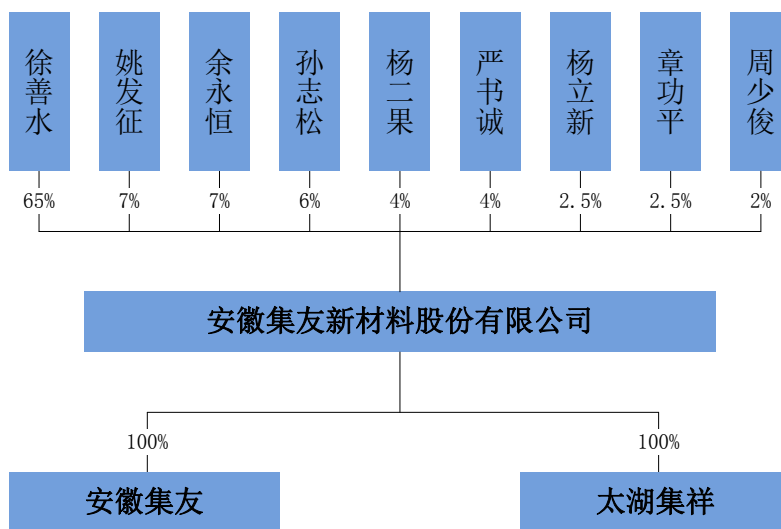 徐善水
姚发征
余永恒
孙志松
杨二果
严书诚
杨立新
章功平
周少俊
65%
7%
7%
6%
4%
4%
2.5%
2.5%
2%
安徽集友新材料股份有限公司
100%
100%
安徽集友
太湖集祥